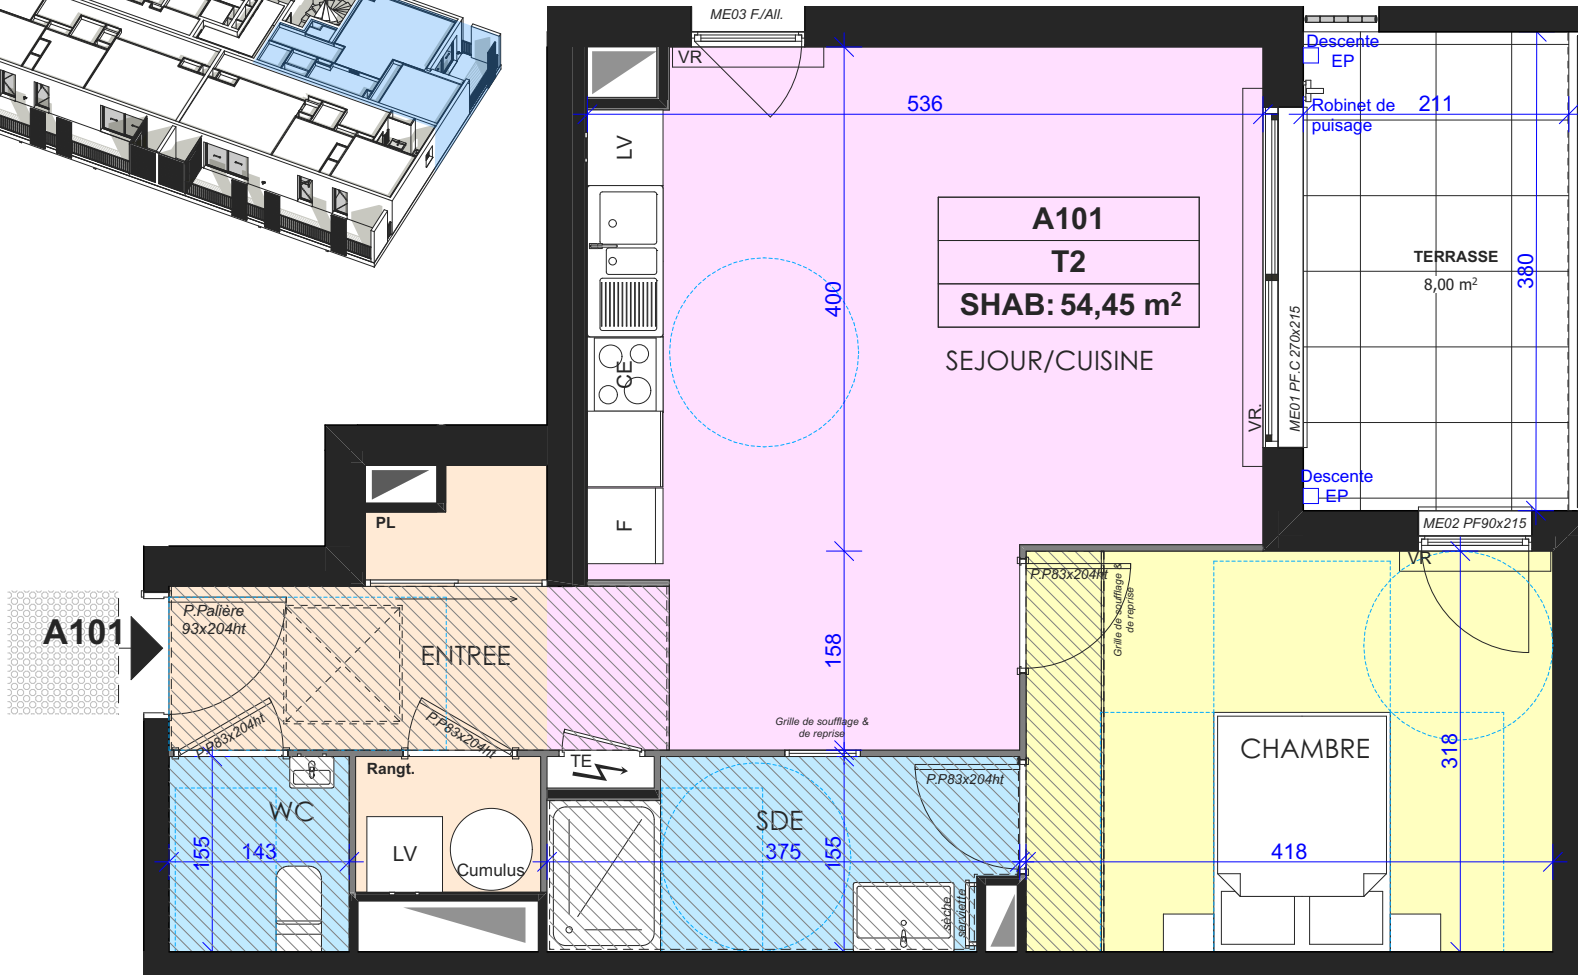 ME03 F./All.
VR
Descente
EP
536
Robinet de
puisage
211
LV
A101
T2
SHAB: 54,45 m²
TERRASSE
8,00 m²
380
400
SEJOUR/CUISINE
CE
ME01 PF.C 270x215
VR.
Descente
EP
F
PL
ME02 PF90x215
VR
P.P83x204ht
Grille de soufflage &
de reprise
A101
P.Palière
93x204ht
ENTREE
158
P.P83x204ht
P.P83x204ht
Grille de soufflage &
de reprise
318
CHAMBRE
TE
Rangt.
P.P83x204ht
WC
SDE
155
143
LV
Cumulus
375
155
418
sèche
serviette